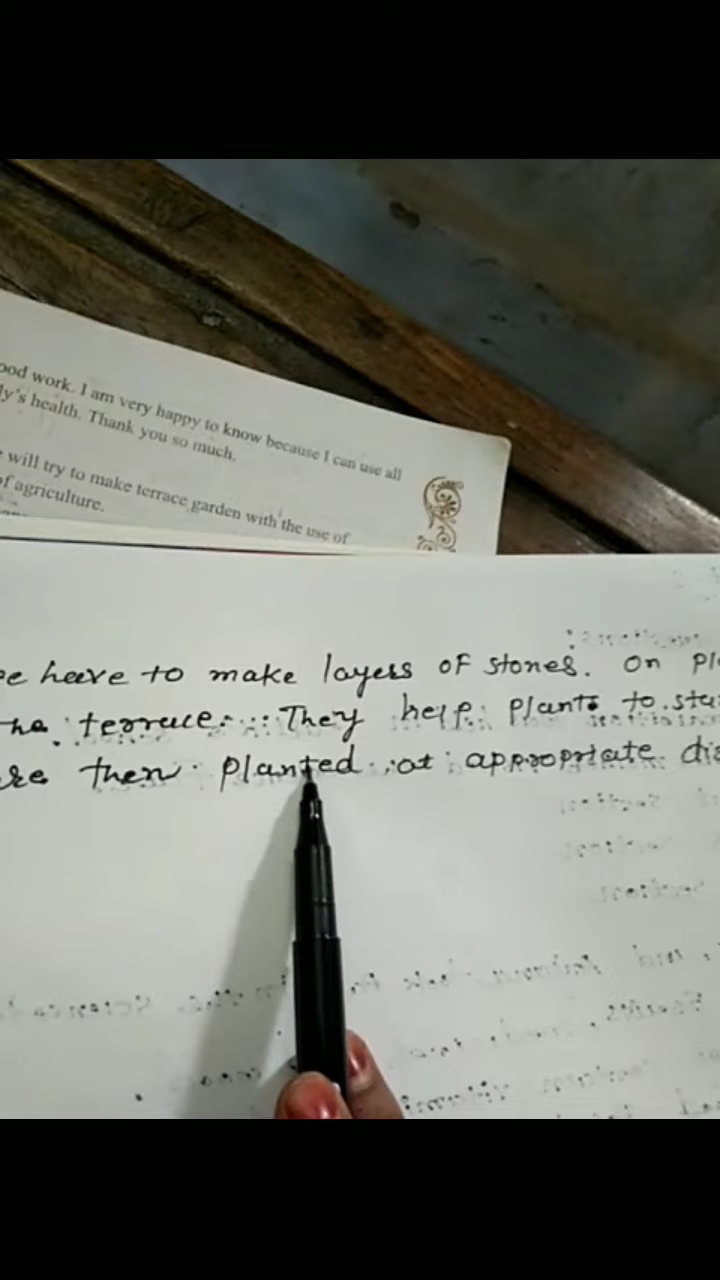 ood work. I am very happy to know because I can use all
ly's health. Thank you so much.
will try to make terrace garden with the use of
of agriculture.
have to make layers of stones. On
the terrace. They help plants to
then planted at appropriate